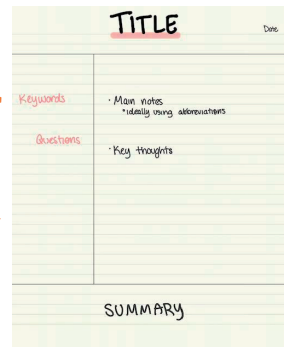 TITLE
Date
Keywords
· Main notes
*ideally using abbreviations
Questions
· Key thoughts
SUMMARY